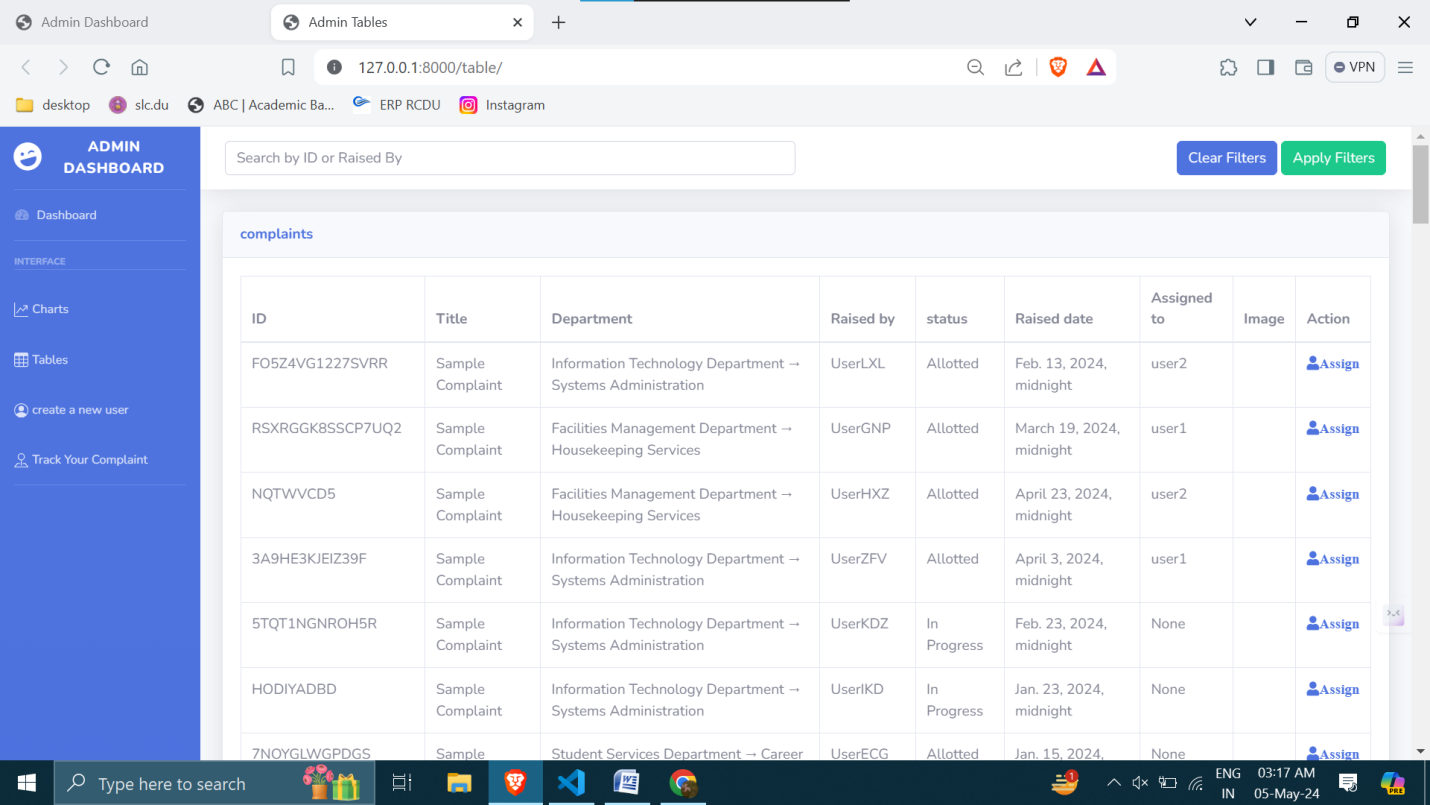 Admin Dashboard
Admin Tables
127.0.0.1:8000/table/
VPN
desktop
slc.du
ABC | Academic Ba...
ERP RCDU
Instagram
ADMIN
DASHBOARD
Dashboard
INTERFACE
Charts
Tables
create a new user
Track Your Complaint
Search by ID or Raised By
Clear Filters
Apply Filters
complaints
ID Title Department Raised by status Raised date Assigned to Image Action
FO5Z4VG1227SVRR Sample Complaint Information Technology Department → Systems Administration UserLXL Allotted Feb. 13, 2024, midnight user2 Assign
RSXRGGK8SSCP7UQ2 Sample Complaint Facilities Management Department → Housekeeping Services UserGNP Allotted March 19, 2024, midnight user1 Assign
NQTWVCD5 Sample Complaint Facilities Management Department → Housekeeping Services UserHXZ Allotted April 23, 2024, midnight user2 Assign
3A9HE3KJEIZ39F Sample Complaint Information Technology Department → Systems Administration UserZFV Allotted April 3, 2024, midnight user1 Assign
5TQT1NGNROH5R Sample Complaint Information Technology Department → Systems Administration UserKDZ In Progress Feb. 23, 2024, midnight None Assign
HODIYADBD Sample Complaint Information Technology Department → Systems Administration UserIKD In Progress Jan. 23, 2024, midnight None Assign
7NOYGLWGPDGS Sample Student Services Department → Career UserECG Allotted Jan. 15, 2024, None Assign
Type here to search
1
ENG
IN
03:17 AM
05-May-24
PRE